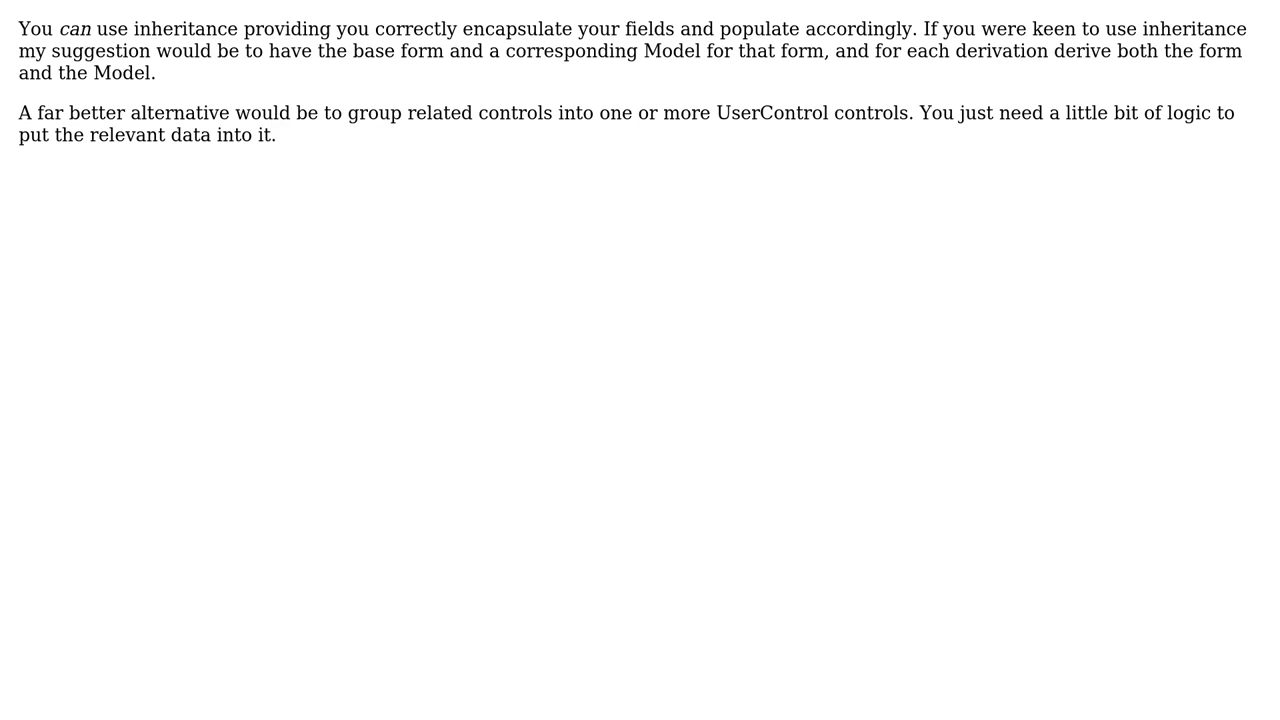 You can use inheritance providing you correctly encapsulate your fields and populate accordingly. If you were keen to use inheritance
my suggestion would be to have the base form and a corresponding Model for that form, and for each derivation derive both the form
and the Model.
A far better alternative would be to group related controls into one or more UserControl controls. You just need a little bit of logic to
put the relevant data into it.